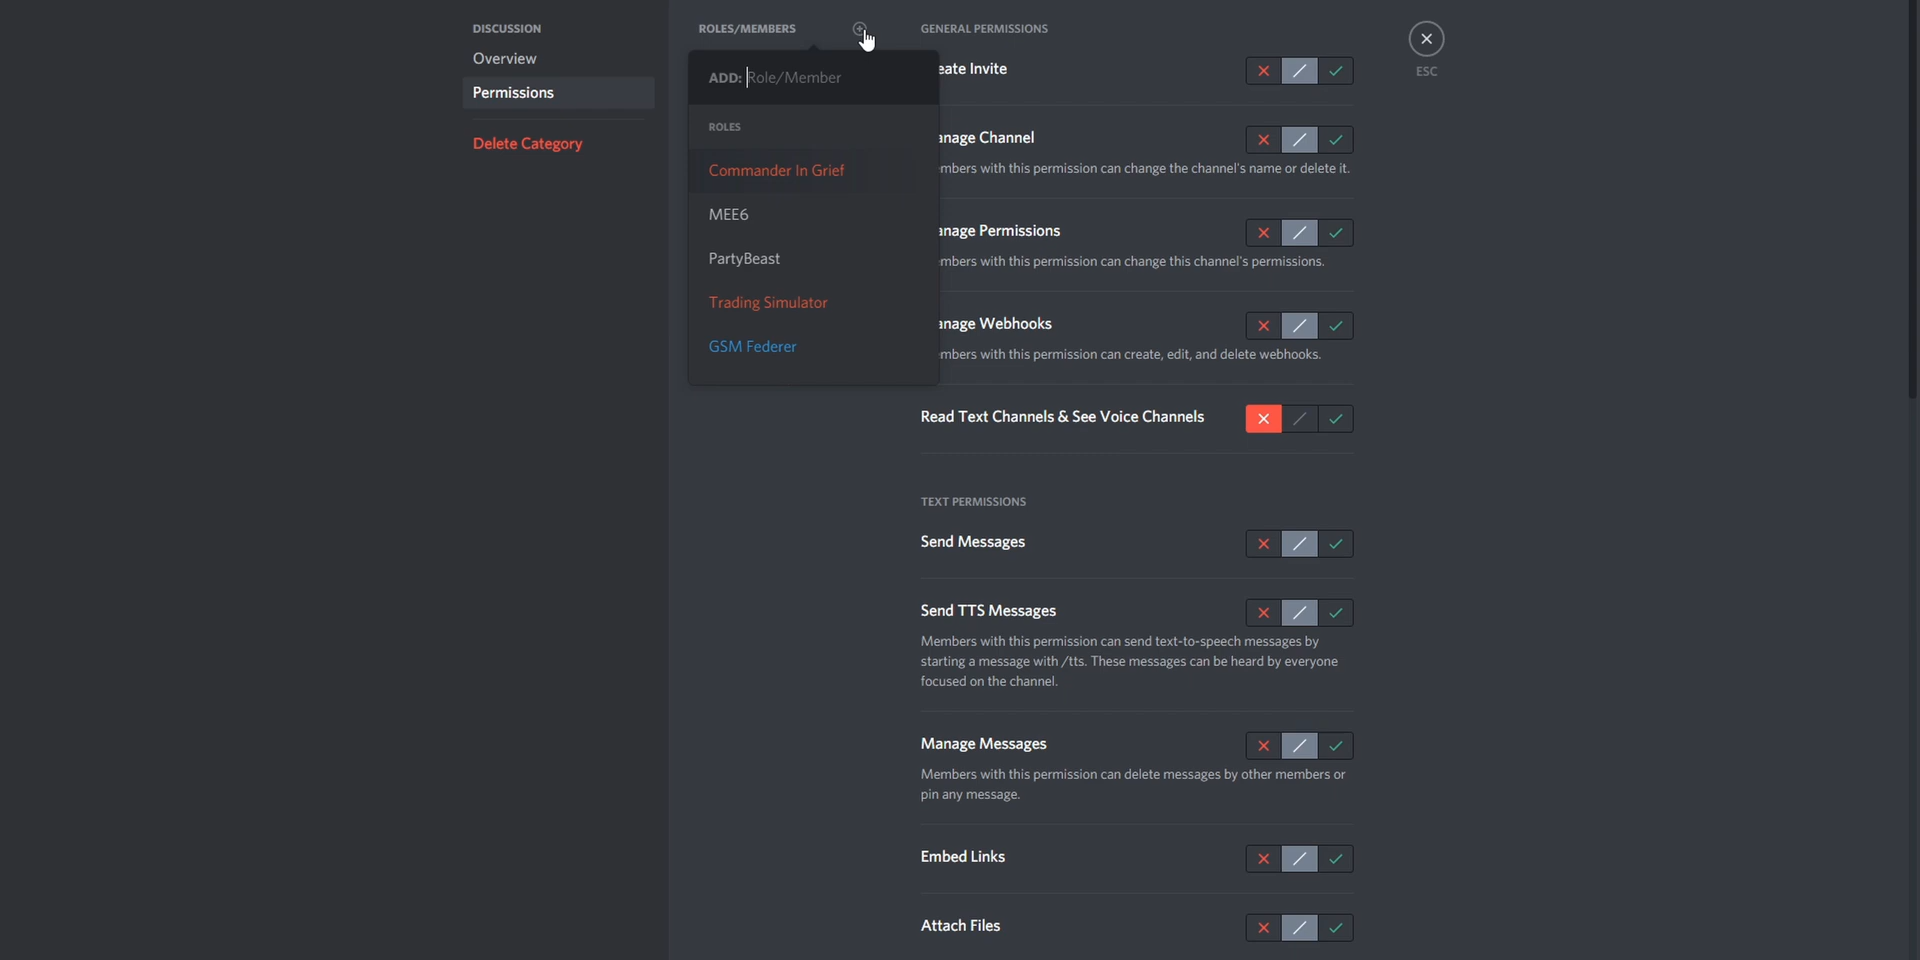 DISCUSSION
Overview
Permissions
Delete Category
ROLES/MEMBERS
ADD: Role/Member
ROLES
Commander In Grief
MEE6
PartyBeast
Trading Simulator
GSM Federer
GENERAL PERMISSIONS
eate Invite
anage Channel
mbers with this permission can change the channel's name or delete it.
anage Permissions
mbers with this permission can change this channel's permissions.
anage Webhooks
mbers with this permission can create, edit, and delete webhooks.
Read Text Channels & See Voice Channels
TEXT PERMISSIONS
Send Messages
Send TTS Messages
Members with this permission can send text-to-speech messages by
starting a message with /tts. These messages can be heard by everyone
focused on the channel.
Manage Messages
Members with this permission can delete messages by other members or
pin any message.
Embed Links
Attach Files
ESC